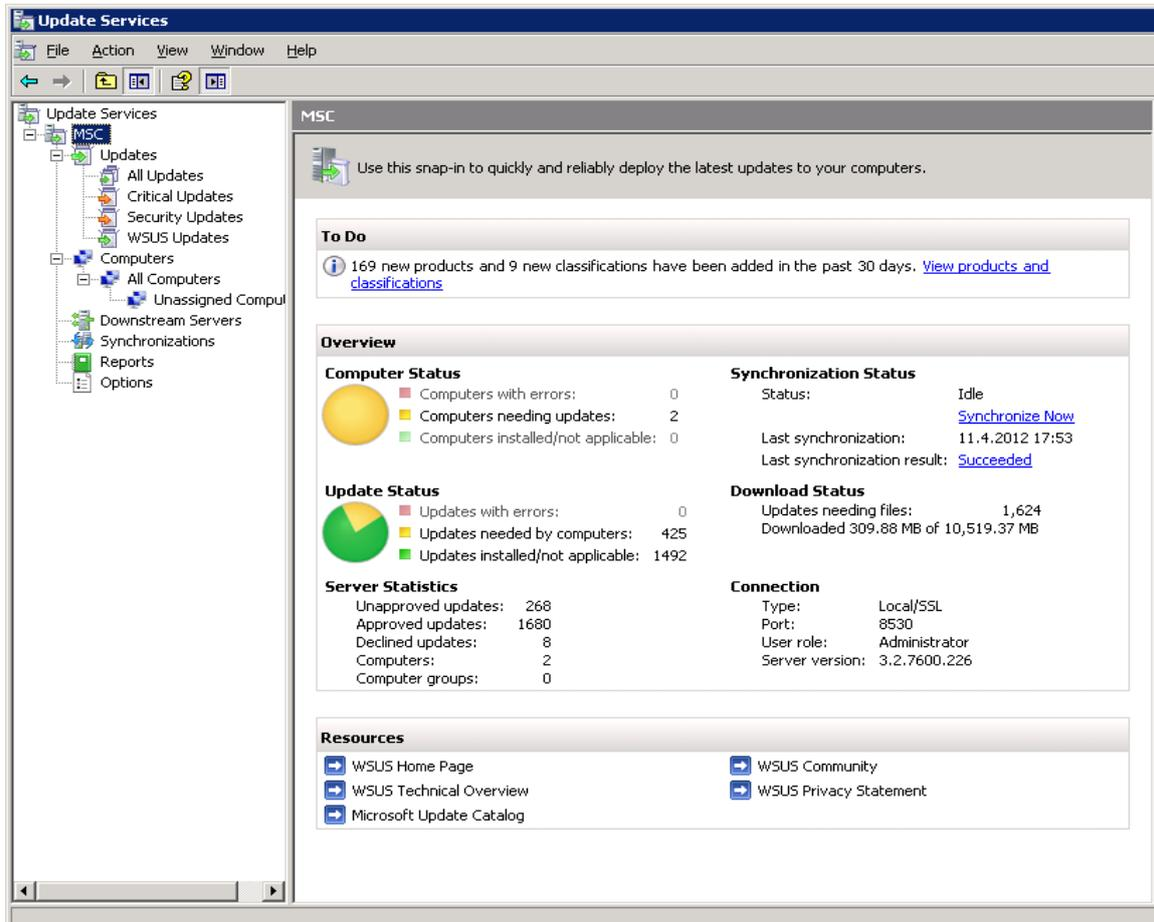 Update Services
File Action View Window Help
Update Services
MSC
Updates
All Updates
Critical Updates
Security Updates
WSUS Updates
Computers
All Computers
Unassigned Comput
Downstream Servers
Synchronizations
Reports
Options
MSC
Use this snap-in to quickly and reliably deploy the latest updates to your computers.
To Do
169 new products and 9 new classifications have been added in the past 30 days. View products and
classifications
Overview
Computer Status
Computers with errors: 0
Computers needing updates: 2
Computers installed/not applicable: 0
Update Status
Updates with errors: 0
Updates needed by computers: 425
Updates installed/not applicable: 1492
Server Statistics
Unapproved updates: 268
Approved updates: 1680
Declined updates: 8
Computers: 2
Computer groups: 0
Synchronization Status
Status: Idle
Synchronize Now
Last synchronization: 11.4.2012 17:53
Last synchronization result: Succeeded
Download Status
Updates needing files: 1,624
Downloaded 309.88 MB of 10,519.37 MB
Connection
Type: Local/SSL
Port: 8530
User role: Administrator
Server version: 3.2.7600.226
Resources
WSUS Home Page
WSUS Technical Overview
Microsoft Update Catalog
WSUS Community
WSUS Privacy Statement